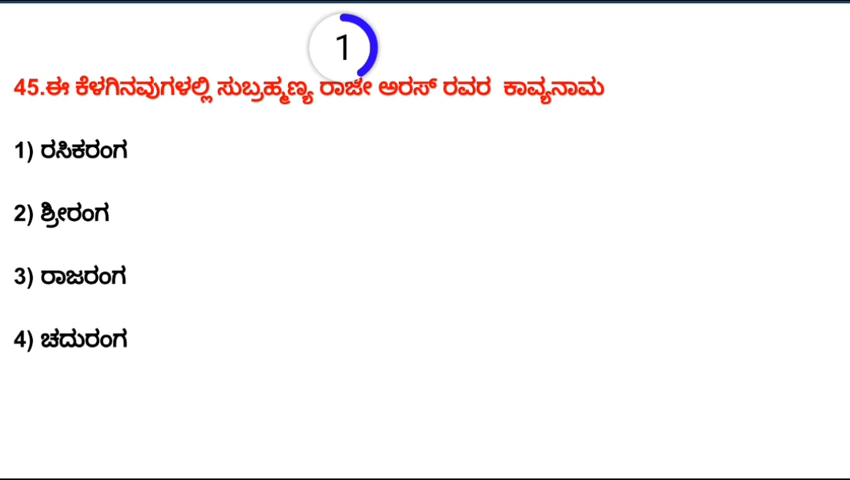 1
45.ಈ ಕೆಳಗಿನವುಗಳಲ್ಲಿ ಸುಬ್ರಹ್ಮಣ್ಯ ರಾಜೇ ಅರಸ್ ರವರ ಕಾವ್ಯನಾಮ
1) ರಸಿಕರಂಗ
2) ಶ್ರೀರಂಗ
3) ರಾಜರಂಗ
4) ಚದುರಂಗ